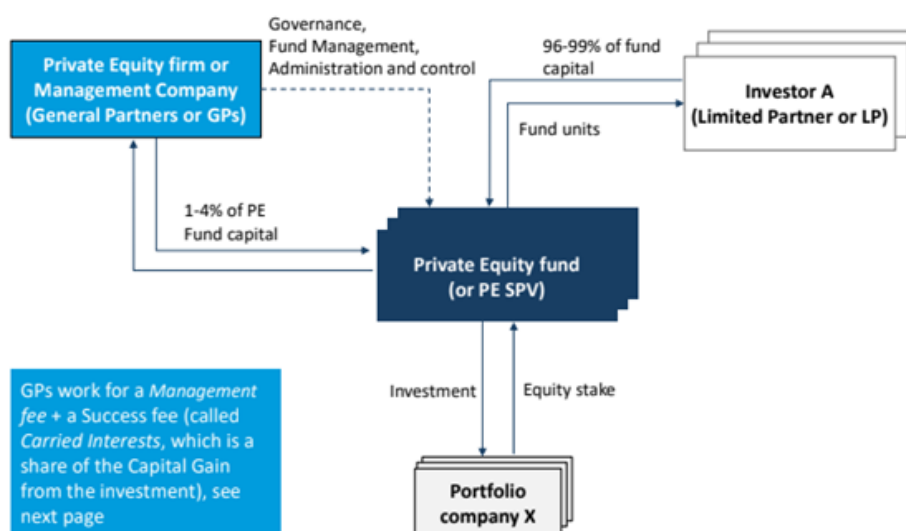 Governance,
Fund Management,
Administration and control
96-99% of fund
capital
Private Equity firm or
Management Company
(General Partners or GPs)
Investor A
(Limited Partner or LP)
Fund units
1-4% of PE
Fund capital
Private Equity fund
(or PE SPV)
GPs work for a Management
fee + a Success fee (called
Carried Interests, which is a
share of the Capital Gain
from the investment), see
next page
Investment
Equity stake
Portfolio
company X